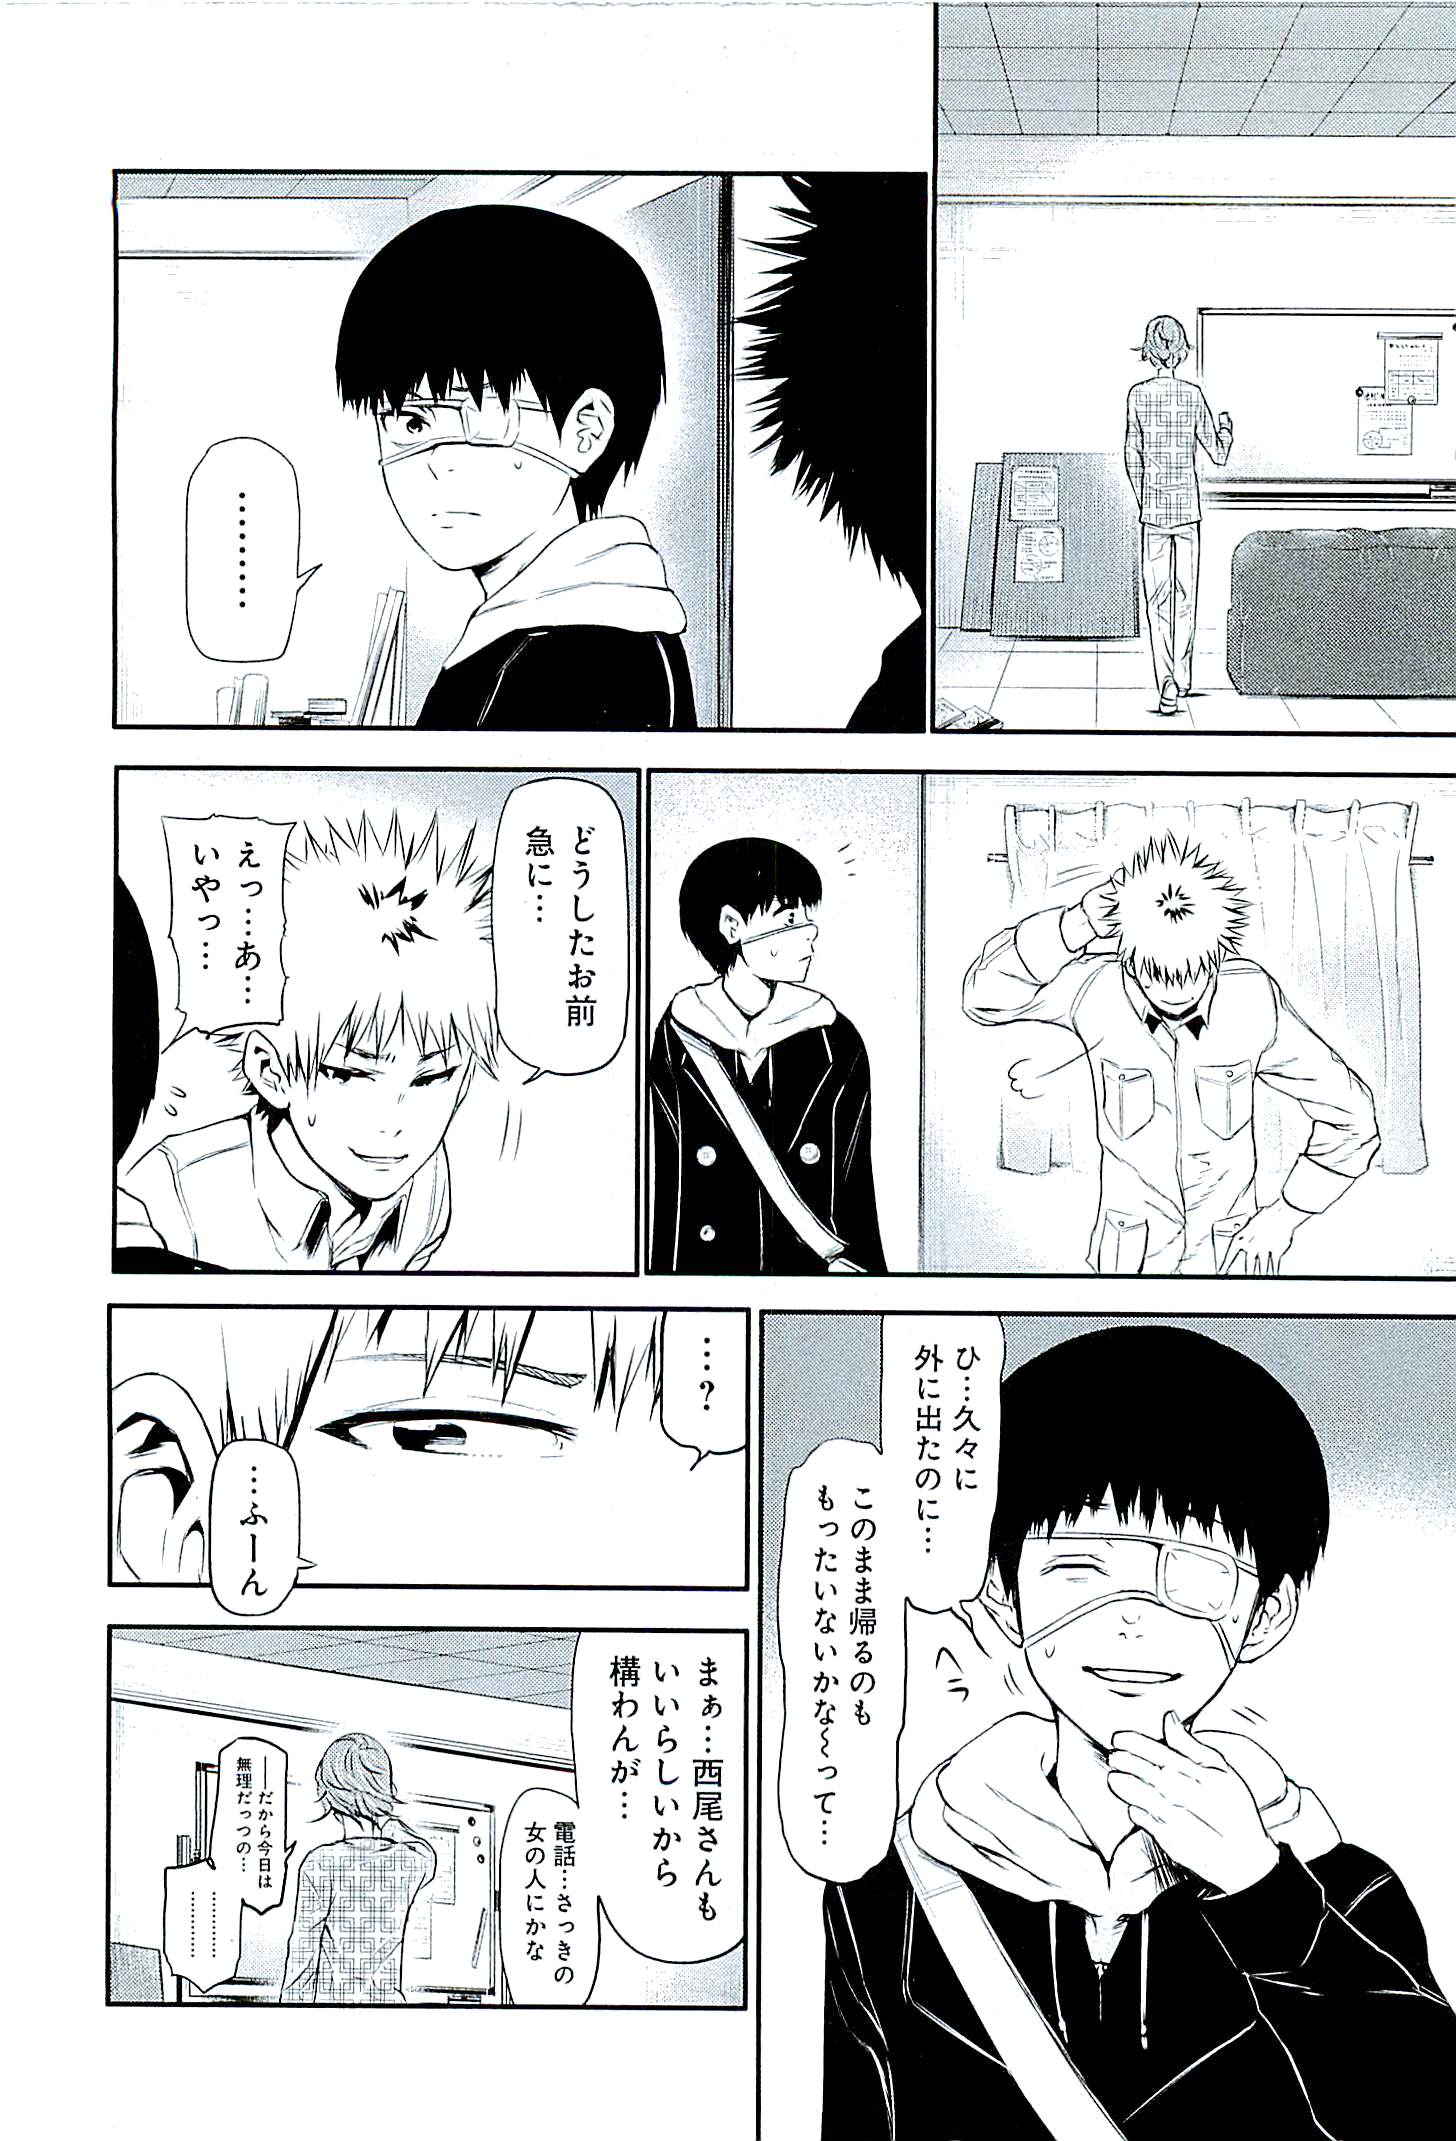 ………
どうしたお前
急に…
えっ…あ…
いやっ…
ひ…久々に
外に出たのに…
このまま帰るのも
もったいないかな〜って…
ヘラ
…?
…ふーん
まぁ…西尾さんも
いいらしいから
構わんが…
電話…さっきの
女の人にかな
──だから今日は
無理だっつの…
…………